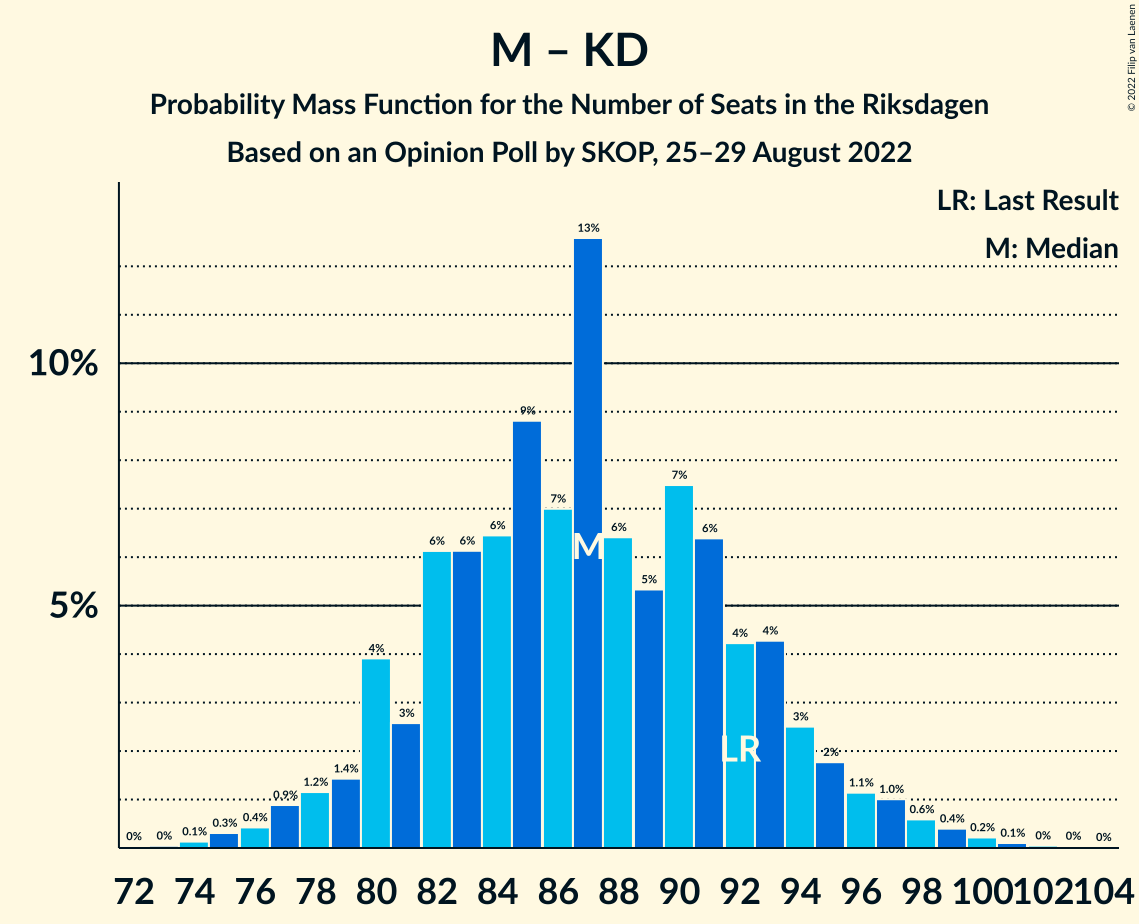 M – KD
Probability Mass Function for the Number of Seats in the Riksdagen
Based on an Opinion Poll by SKOP, 25–29 August 2022
© 2022 Filip van Laenen
LR: Last Result
M: Median
10%
5%
0% 0% 0.1% 0.3% 0.4% 0.9% 1.2% 1.4% 4% 3% 6% 6% 6% 9% 7% 13% 6% 5% 7% 6% 4% 4% 3% 2% 1.1% 1.0% 0.6% 0.4% 0.2% 0.1% 0% 0% 0%
M
LR
72 74 76 78 80 82 84 86 88 90 92 94 96 98 100 102 104